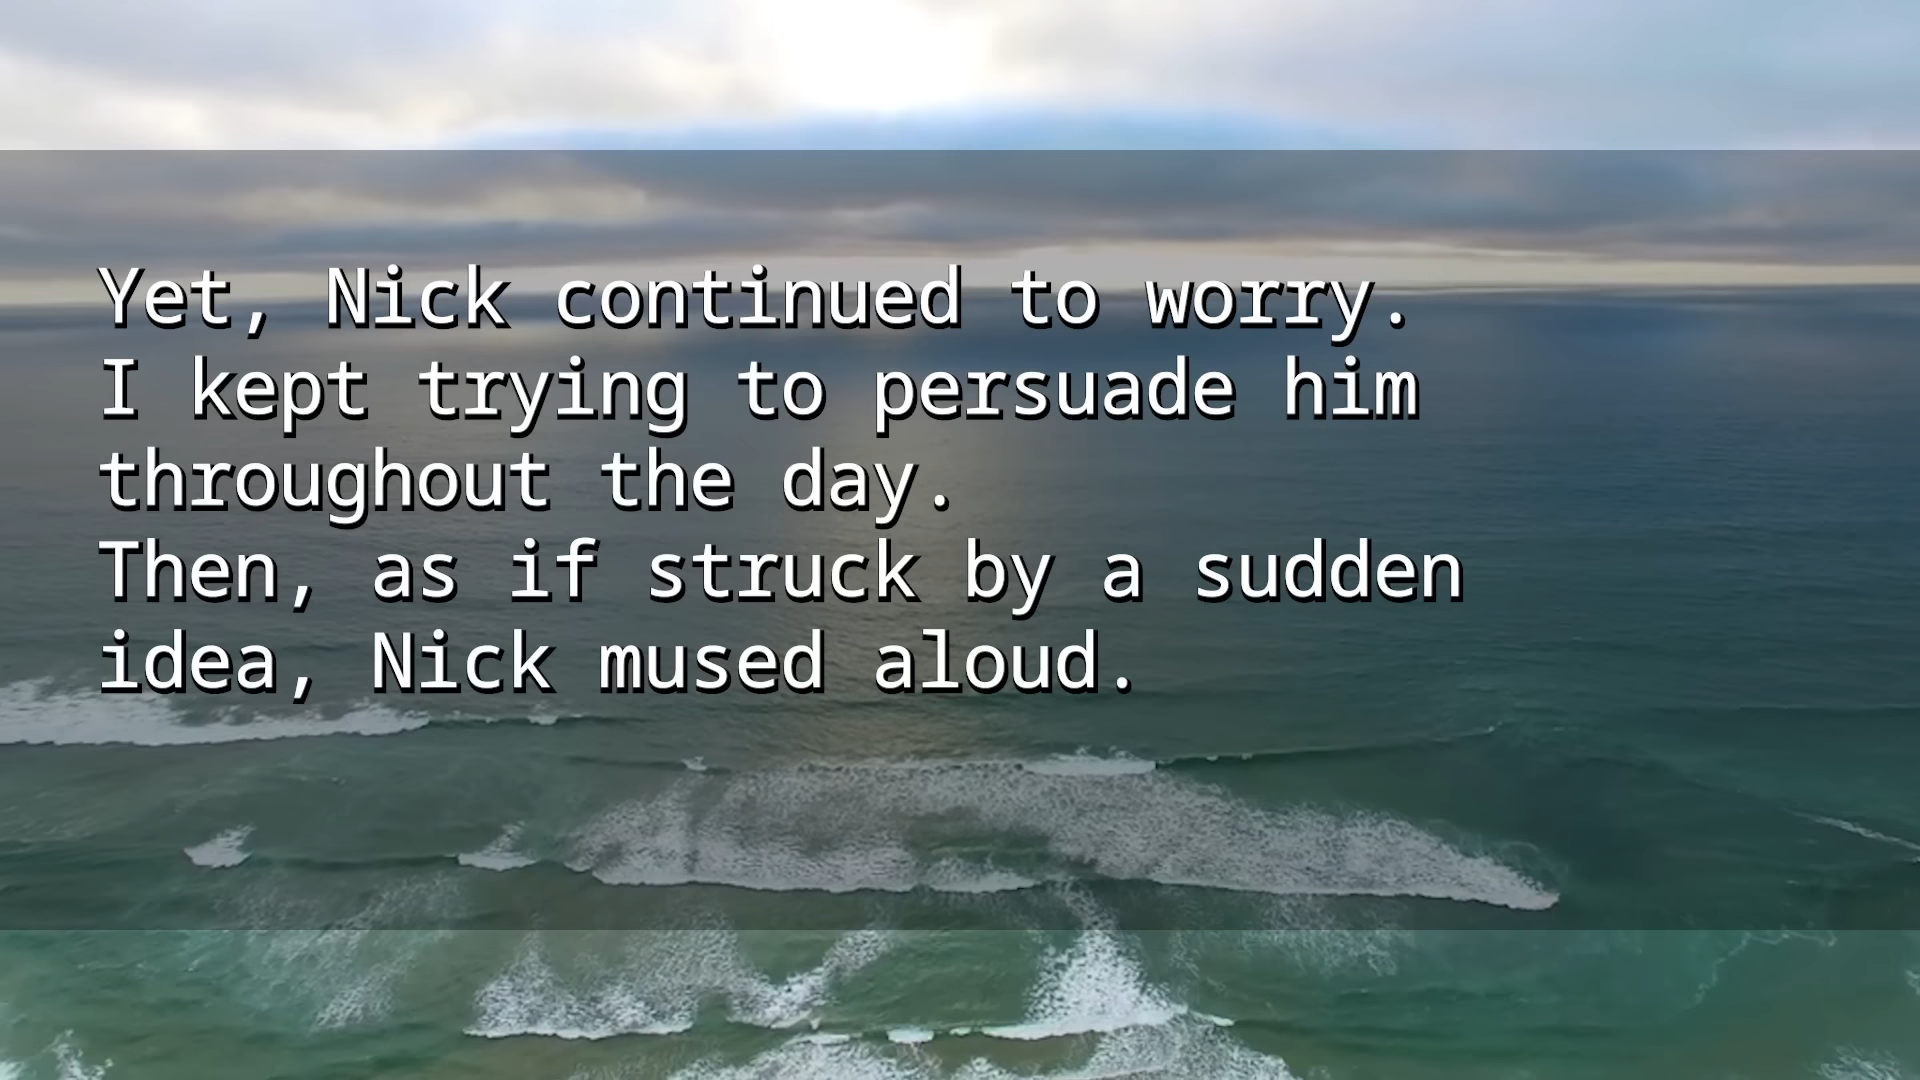 Yet, Nick continued to worry.
I kept trying to persuade him
throughout the day.
Then, as if struck by a sudden
idea, Nick mused aloud.